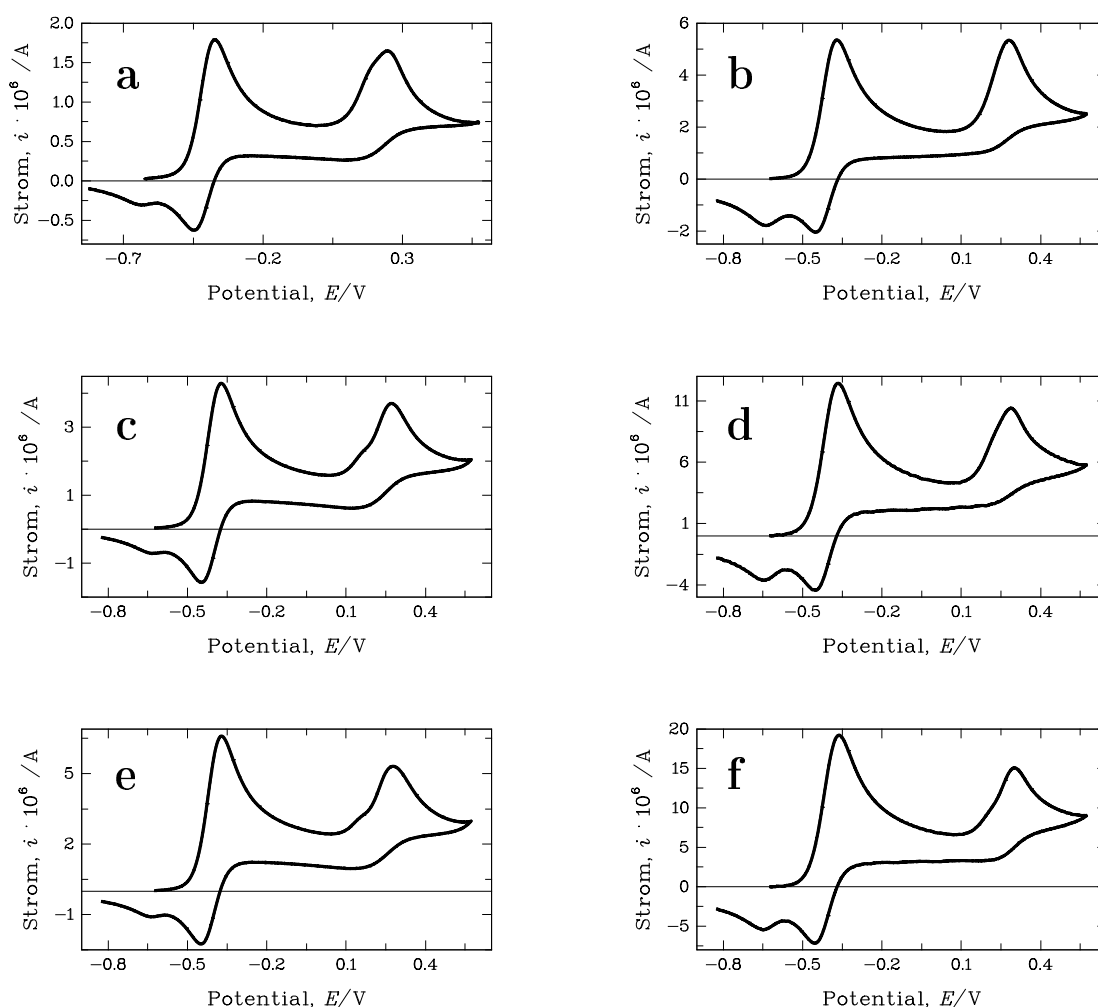 2.0
1.5
1.0
0.5
0.0
−0.5
Strom, i · 10⁶ /A
a
−0.7 −0.2 0.3
Potential, E/V
6
4
2
0
−2
Strom, i · 10⁶ /A
b
−0.8 −0.5 −0.2 0.1 0.4
Potential, E/V
3
1
−1
Strom, i · 10⁶ /A
c
−0.8 −0.5 −0.2 0.1 0.4
Potential, E/V
11
6
1
−4
Strom, i · 10⁶ /A
d
−0.8 −0.5 −0.2 0.1 0.4
Potential, E/V
5
2
−1
Strom, i · 10⁶ /A
e
−0.8 −0.5 −0.2 0.1 0.4
Potential, E/V
20
15
10
5
0
−5
Strom, i · 10⁶ /A
f
−0.8 −0.5 −0.2 0.1 0.4
Potential, E/V